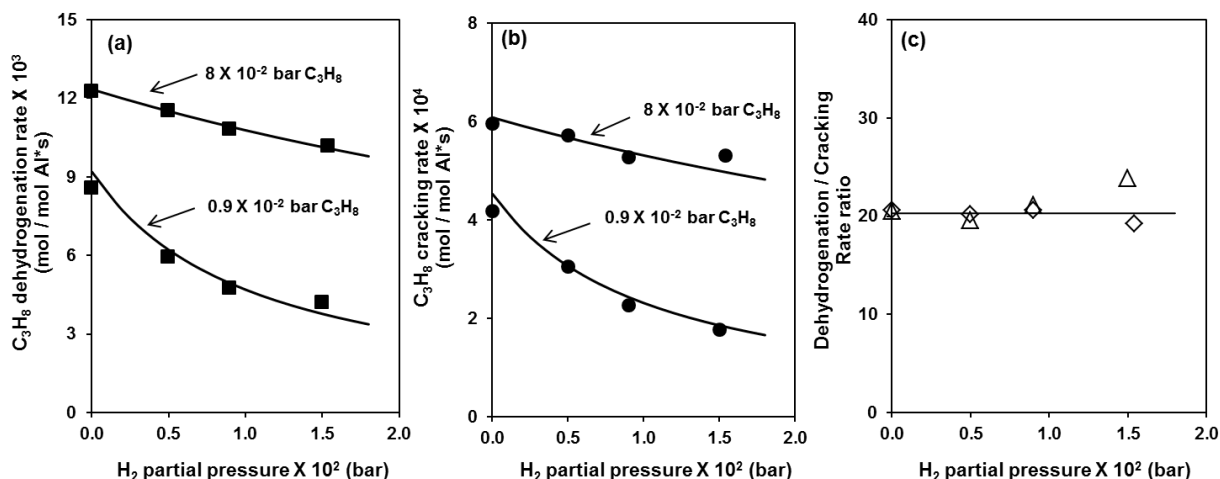 (a)
15
12
9
6
3
0
0.0 0.5 1.0 1.5 2.0
C₃H₈ dehydrogenation rate X 10³
(mol / mol Al*s)
H₂ partial pressure X 10² (bar)
8 X 10⁻² bar C₃H₈
0.9 X 10⁻² bar C₃H₈
(b)
8
6
4
2
0
0.0 0.5 1.0 1.5 2.0
C₃H₈ cracking rate X 10⁴
(mol / mol Al*s)
H₂ partial pressure X 10² (bar)
8 X 10⁻² bar C₃H₈
0.9 X 10⁻² bar C₃H₈
(c)
40
30
20
10
0
0.0 0.5 1.0 1.5 2.0
Dehydrogenation / Cracking
Rate ratio
H₂ partial pressure X 10² (bar)